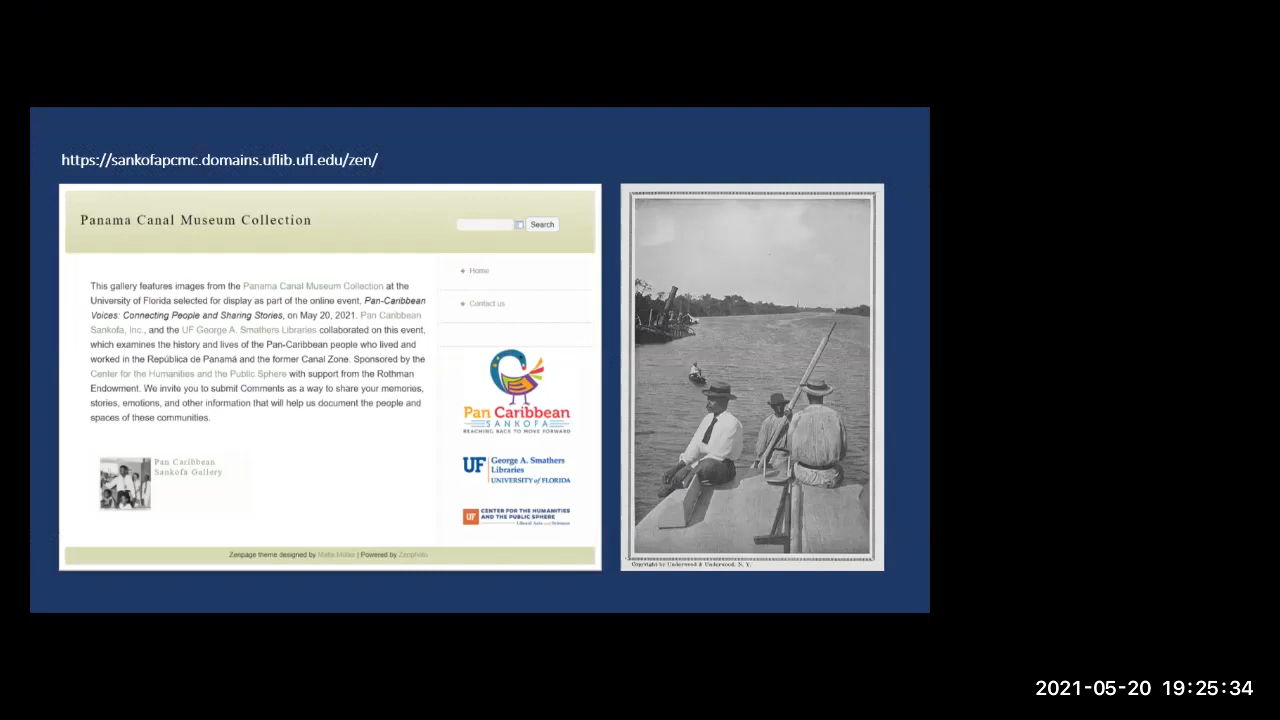 https://sankofapcmc.domains.uflib.ufl.edu/zen/
Panama Canal Museum Collection
Search
This gallery features images from the Panama Canal Museum Collection at the
University of Florida selected for display as part of the online event, Pan-Caribbean
Voices: Connecting People and Sharing Stories, on May 20, 2021. Pan Caribbean
Sankofa, Inc., and the UF George A. Smathers Libraries collaborated on this event,
which examines the history and lives of the Pan-Caribbean people who lived and
worked in the República de Panamá and the former Canal Zone. Sponsored by the
Center for the Humanities and the Public Sphere with support from the Rothman
Endowment. We invite you to submit Comments as a way to share your memories,
stories, emotions, and other information that will help us document the people and
spaces of these communities.
Pan Caribbean
Sankofa Gallery
Home
Contact us
Pan Caribbean
SANKOFA
REACHING BACK TO MOVE FORWARD
UF George A. Smathers
Libraries
UNIVERSITY of FLORIDA
UF CENTER FOR THE HUMANITIES
AND THE PUBLIC SPHERE
Liberal Arts and Sciences
Zenpage theme designed by Malte Müller | Powered by Zenphoto
Copyright by Underwood & Underwood, N. Y.
2021-05-20 19:25:34